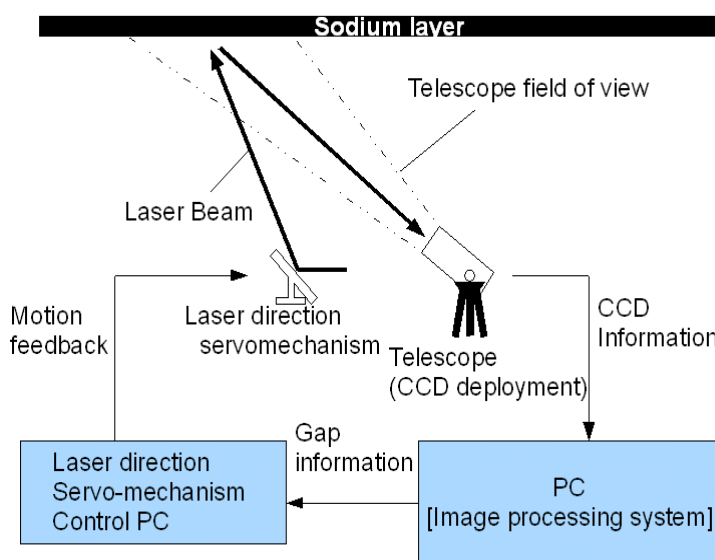 Sodium layer
Telescope field of view
Laser Beam
Motion
feedback
Laser direction
servomechanism
Telescope
(CCD deployment)
CCD
Information
Gap
information
Laser direction
Servo-mechanism
Control PC
PC
[Image processing system]